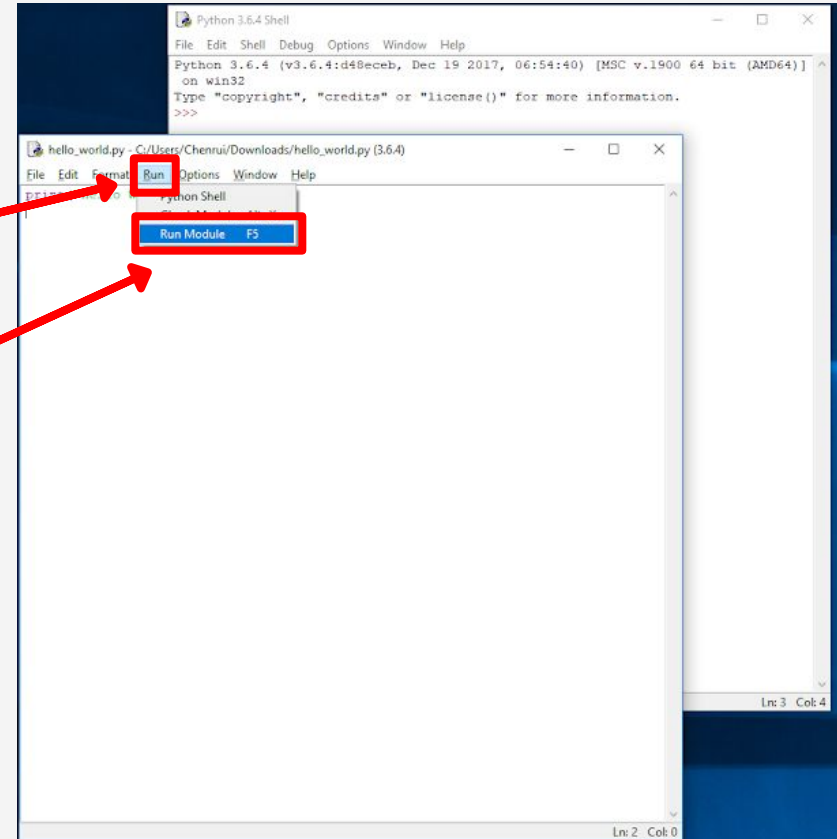 Python 3.6.4 Shell
File Edit Shell Debug Options Window Help
Python 3.6.4 (v3.6.4:d48eceb, Dec 19 2017, 06:54:40) [MSC v.1900 64 bit (AMD64)]
on win32
Type "copyright", "credits" or "license()" for more information.
>>>
hello_world.py - C:/Users/Chenrui/Downloads/hello_world.py (3.6.4)
File Edit Format Run Options Window Help
Python Shell
Run Module F5
Ln: 3 Col: 4
Ln: 2 Col: 0